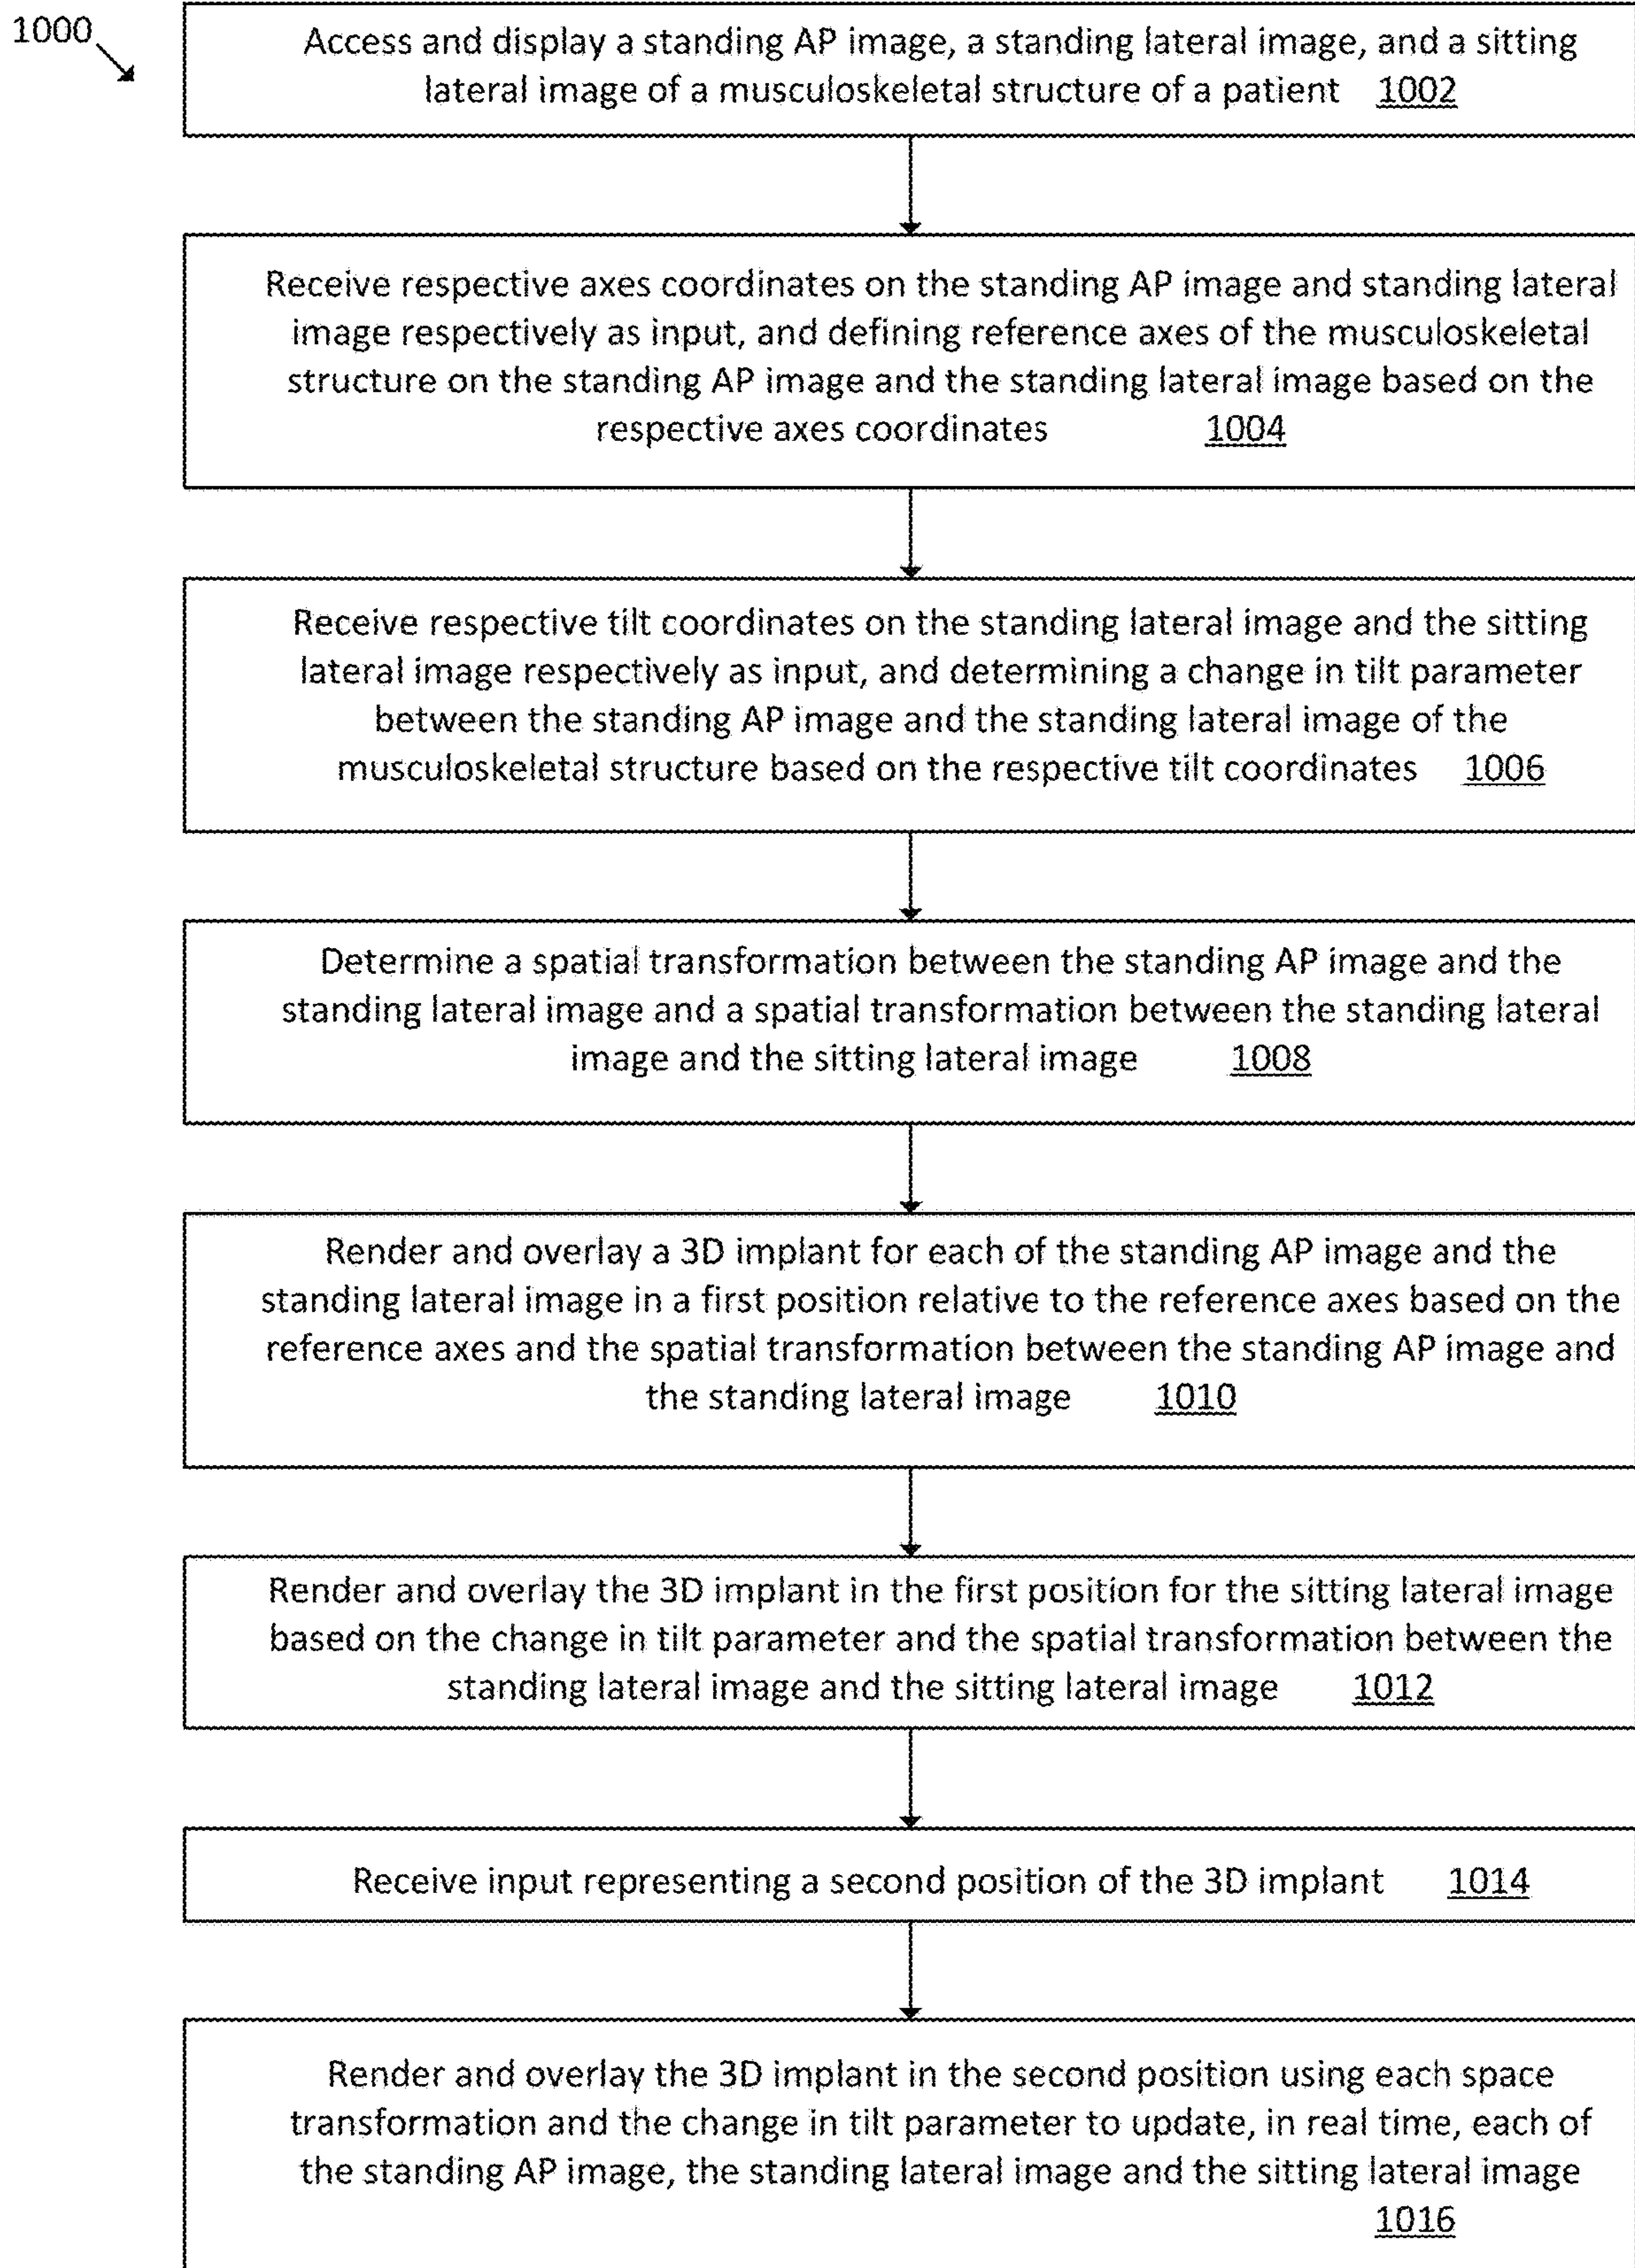 1000
Access and display a standing AP image, a standing lateral image, and a sitting
lateral image of a musculoskeletal structure of a patient 1002
Receive respective axes coordinates on the standing AP image and standing lateral
image respectively as input, and defining reference axes of the musculoskeletal
structure on the standing AP image and the standing lateral image based on the
respective axes coordinates 1004
Receive respective tilt coordinates on the standing lateral image and the sitting
lateral image respectively as input, and determining a change in tilt parameter
between the standing AP image and the standing lateral image of the
musculoskeletal structure based on the respective tilt coordinates 1006
Determine a spatial transformation between the standing AP image and the
standing lateral image and a spatial transformation between the standing lateral
image and the sitting lateral image 1008
Render and overlay a 3D implant for each of the standing AP image and the
standing lateral image in a first position relative to the reference axes based on the
reference axes and the spatial transformation between the standing AP image and
the standing lateral image 1010
Render and overlay the 3D implant in the first position for the sitting lateral image
based on the change in tilt parameter and the spatial transformation between the
standing lateral image and the sitting lateral image 1012
Receive input representing a second position of the 3D implant 1014
Render and overlay the 3D implant in the second position using each space
transformation and the change in tilt parameter to update, in real time, each of
the standing AP image, the standing lateral image and the sitting lateral image
1016